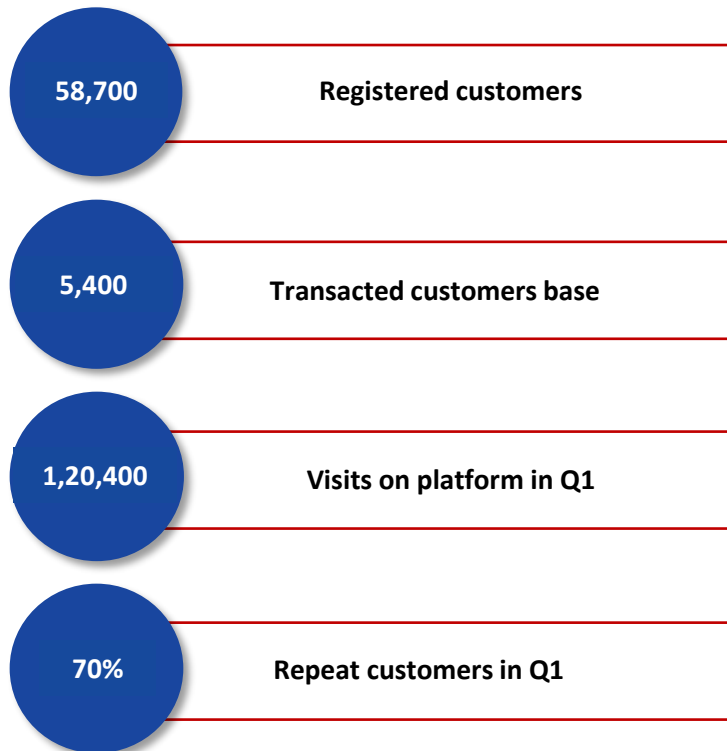 58,700
Registered customers
5,400
Transacted customers base
1,20,400
Visits on platform in Q1
70%
Repeat customers in Q1